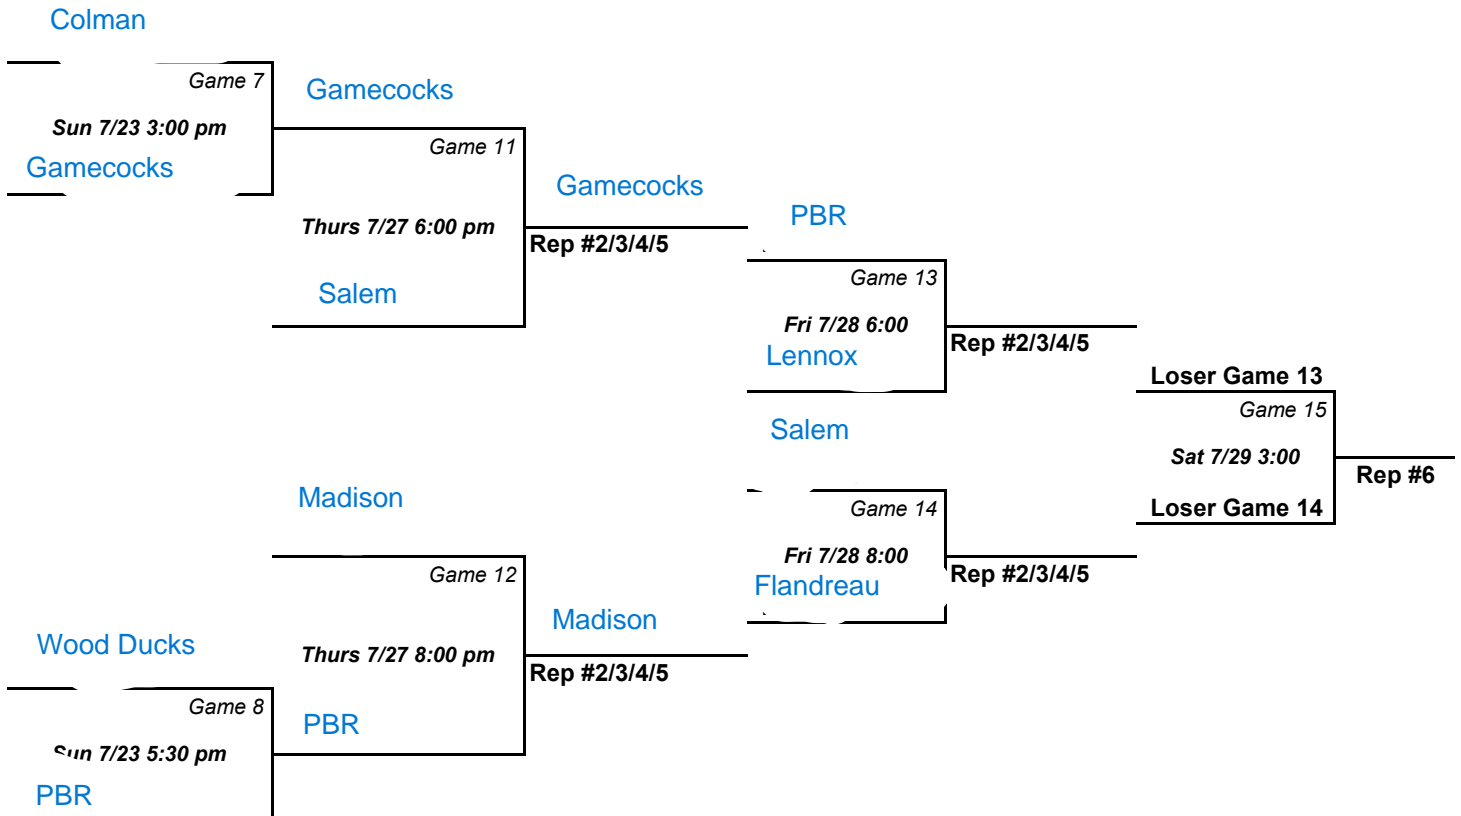 Colman
Game 7
Sun 7/23 3:00 pm
Gamecocks
Gamecocks
Game 11
Thurs 7/27 6:00 pm
Salem
Gamecocks
Rep #2/3/4/5
PBR
Game 13
Fri 7/28 6:00
Lennox
Rep #2/3/4/5
Loser Game 13
Game 15
Sat 7/29 3:00
Loser Game 14
Rep #6
Salem
Game 14
Fri 7/28 8:00
Flandreau
Rep #2/3/4/5
Madison
Game 12
Thurs 7/27 8:00 pm
PBR
Madison
Rep #2/3/4/5
Wood Ducks
Game 8
Sun 7/23 5:30 pm
PBR